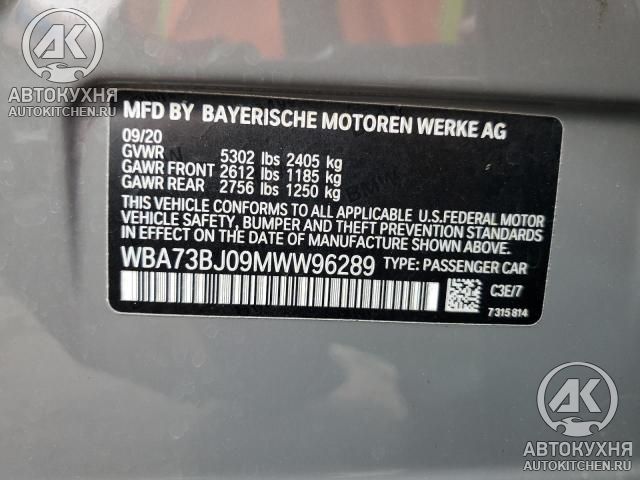 АВТОКУХНЯ
AUTOKITCHEN.RU
MFD BY BAYERISCHE MOTOREN WERKE AG
09/20
GVWR 5302 lbs 2405 kg
GAWR FRONT 2612 lbs 1185 kg
GAWR REAR 2756 lbs 1250 kg
THIS VEHICLE CONFORMS TO ALL APPLICABLE U.S.FEDERAL MOTOR
VEHICLE SAFETY, BUMPER AND THEFT PREVENTION STANDARDS
IN EFFECT ON THE DATE OF MANUFACTURE SHOWN ABOVE.
WBA73BJ09MWW96289 TYPE: PASSENGER CAR
C3E/7
7315814
АК
АВТОКУХНЯ
AUTOKITCHEN.RU